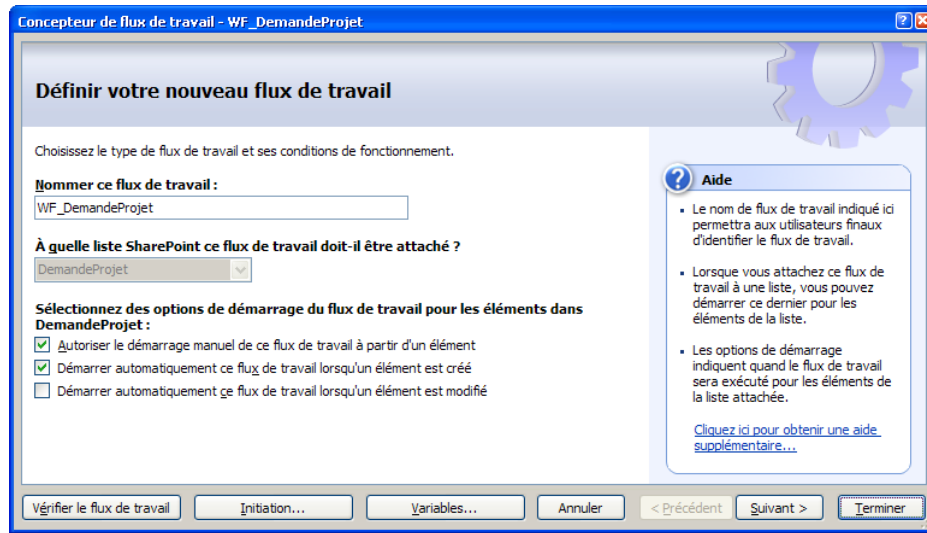 Concepteur de flux de travail - WF_DemandeProjet
Définir votre nouveau flux de travail
Choisissez le type de flux de travail et ses conditions de fonctionnement.
Nommer ce flux de travail :
WF_DemandeProjet
À quelle liste SharePoint ce flux de travail doit-il être attaché ?
DemandeProjet
Sélectionnez des options de démarrage du flux de travail pour les éléments dans
DemandeProjet :
Autoriser le démarrage manuel de ce flux de travail à partir d'un élément
Démarrer automatiquement ce flux de travail lorsqu'un élément est créé
Démarrer automatiquement ce flux de travail lorsqu'un élément est modifié
Aide
Le nom de flux de travail indiqué ici
permettra aux utilisateurs finaux
d'identifier le flux de travail.
Lorsque vous attachez ce flux de
travail à une liste, vous pouvez
démarrer ce dernier pour les
éléments de la liste.
Les options de démarrage
indiquent quand le flux de travail
sera exécuté pour les éléments de
la liste attachée.
Cliquez ici pour obtenir une aide
supplémentaire...
Vérifier le flux de travail
Initiation...
Variables...
Annuler
< Précédent
Suivant >
Terminer